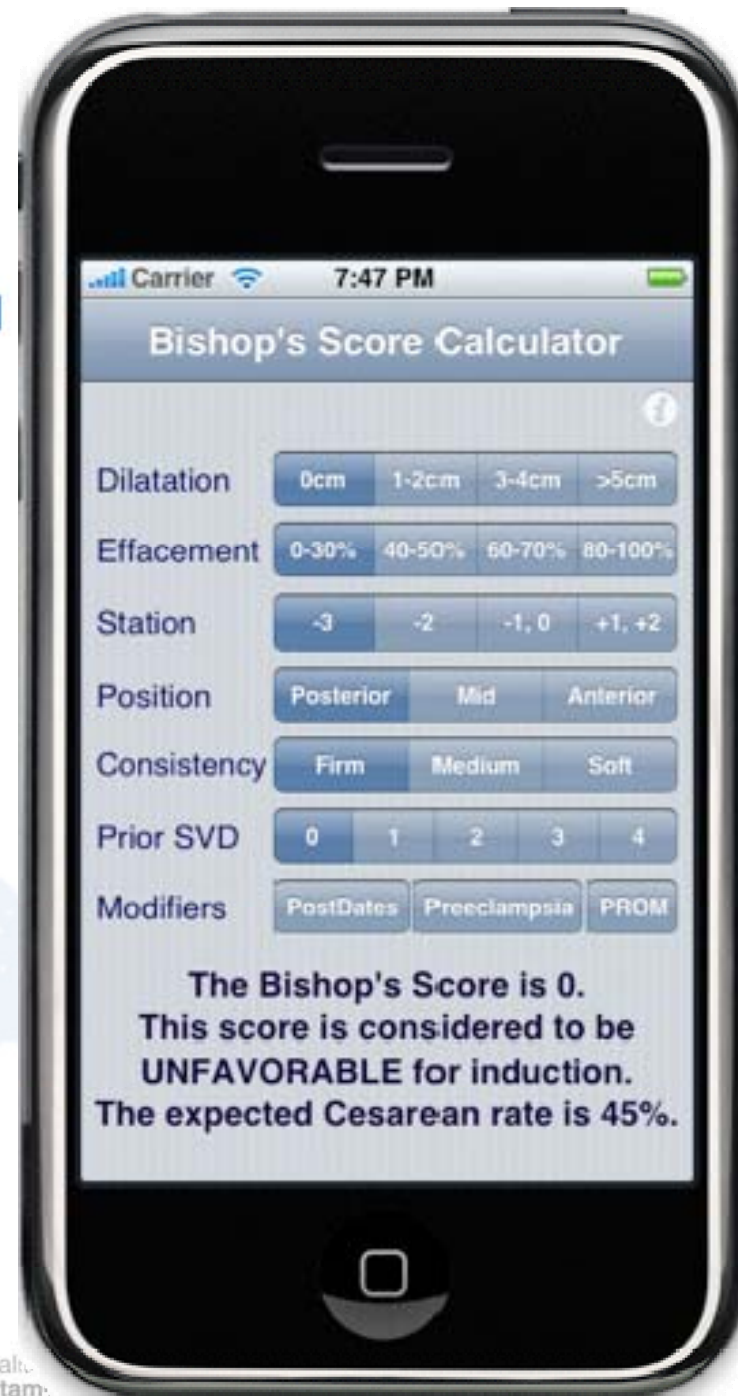 Carrier 7:47 PM
Bishop's Score Calculator
i
Dilatation 0cm 1-2cm 3-4cm >5cm
Effacement 0-30% 40-50% 60-70% 80-100%
Station -3 -2 -1, 0 +1, +2
Position Posterior Mid Anterior
Consistency Firm Medium Soft
Prior SVD 0 1 2 3 4
Modifiers PostDates Preeclampsia PROM
The Bishop's Score is 0.
This score is considered to be
UNFAVORABLE for induction.
The expected Cesarean rate is 45%.